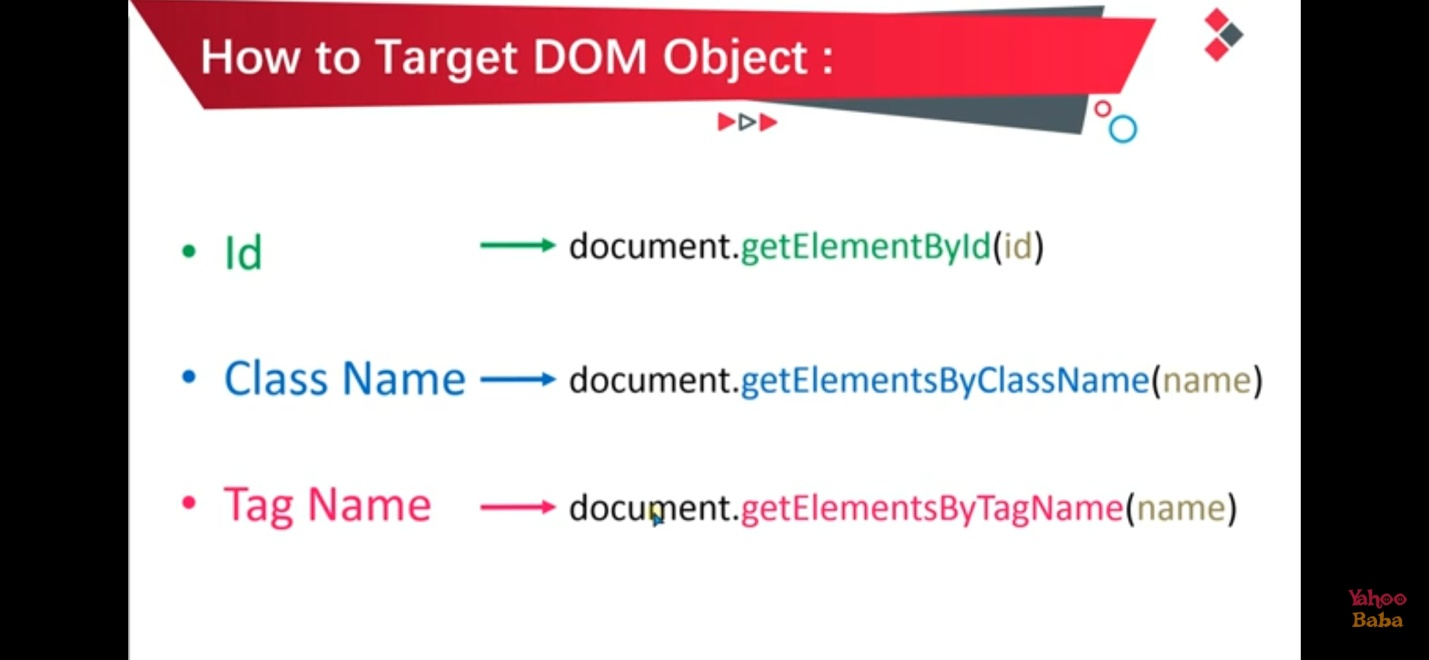 How to Target DOM Object :
• Id document.getElementById(id)
• Class Name document.getElementsByClassName(name)
• Tag Name document.getElementsByTagName(name)
Yahoo
Baba